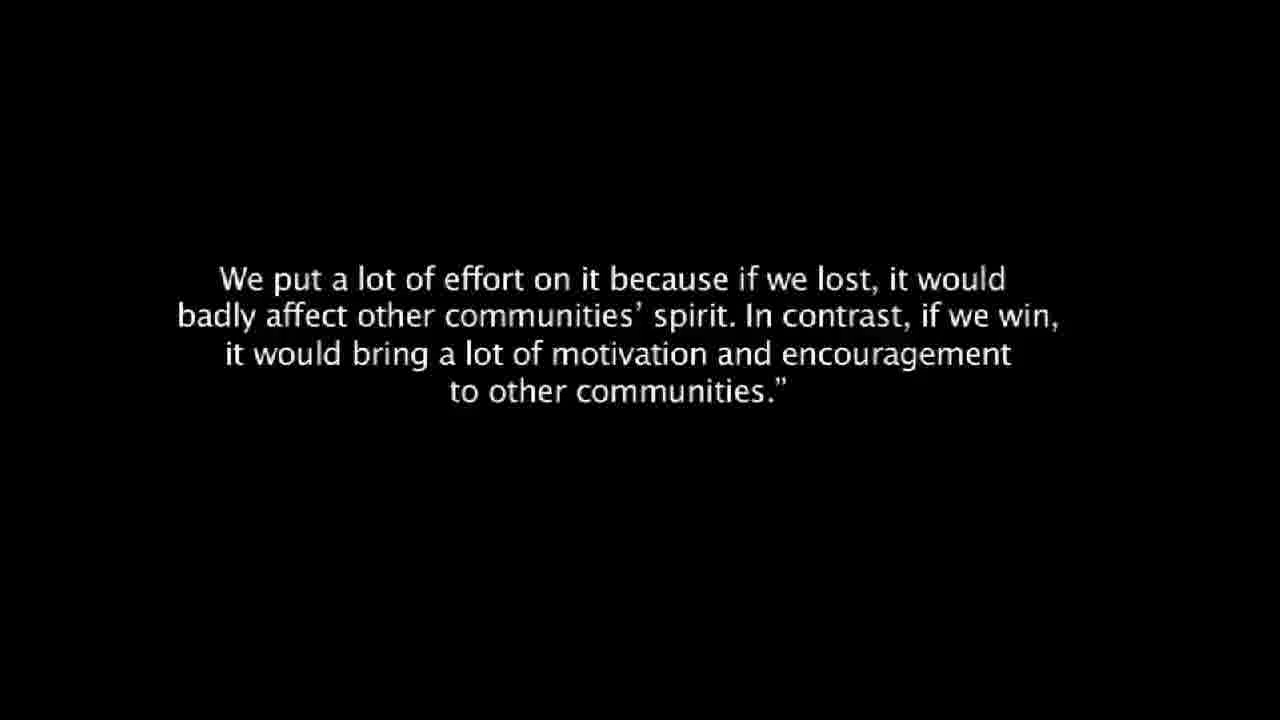 We put a lot of effort on it because if we lost, it would
badly affect other communities’ spirit. In contrast, if we win,
it would bring a lot of motivation and encouragement
to other communities.”